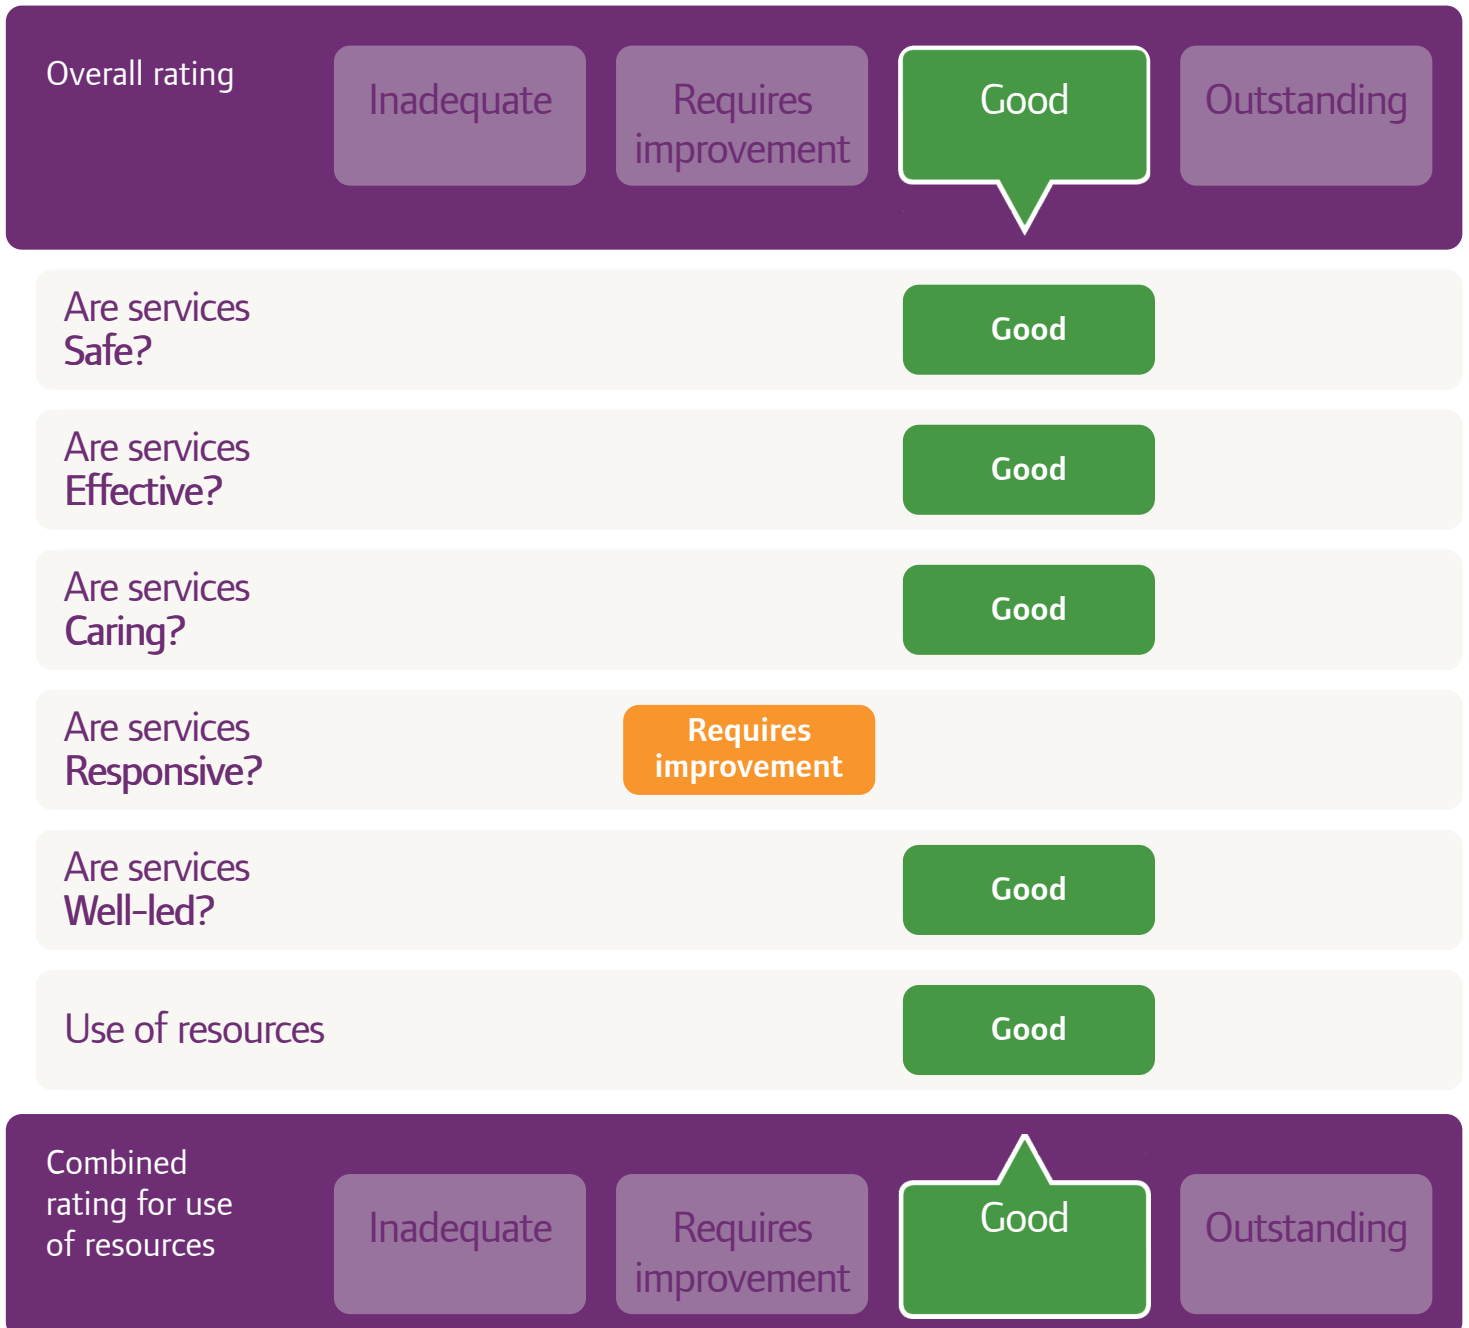 Overall rating
Inadequate
Requires
improvement
Good
Outstanding
Are services
Safe?
Good
Are services
Effective?
Good
Are services
Caring?
Good
Are services
Responsive?
Requires
improvement
Are services
Well-led?
Good
Use of resources
Good
Combined
rating for use
of resources
Inadequate
Requires
improvement
Good
Outstanding